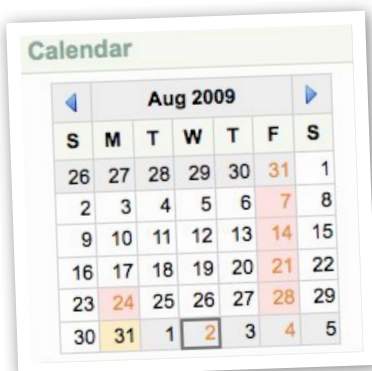 Calendar
Aug 2009
S M T W T F S
26 27 28 29 30 31 1
2 3 4 5 6 7 8
9 10 11 12 13 14 15
16 17 18 19 20 21 22
23 24 25 26 27 28 29
30 31 1 2 3 4 5